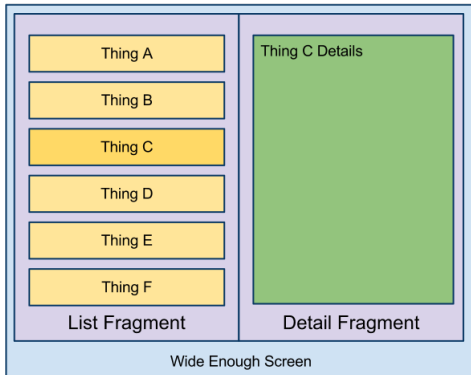 Thing A
Thing B
Thing C
Thing D
Thing E
Thing F
List Fragment
Thing C Details
Detail Fragment
Wide Enough Screen